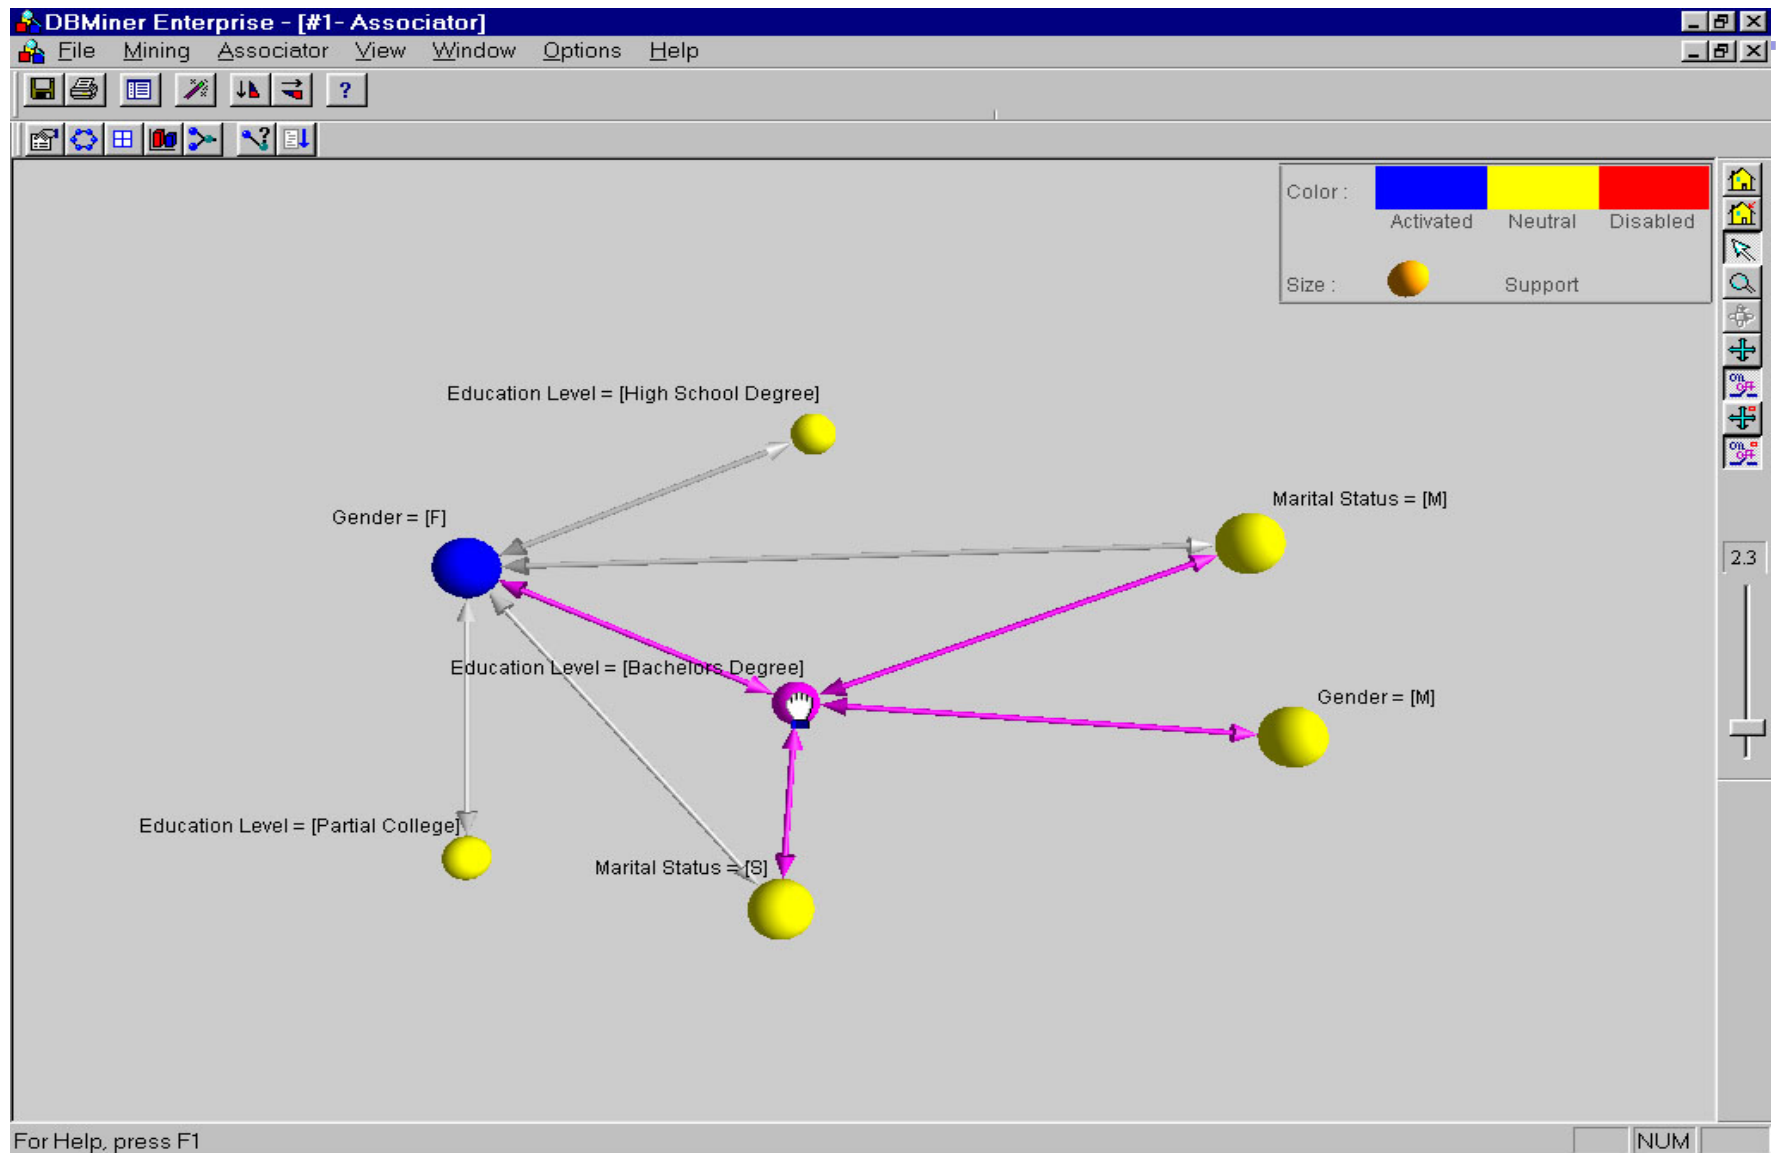 DBMiner Enterprise - [#1- Associator]
File Mining Associator View Window Options Help
?
?
Color :
Activated Neutral Disabled
Size : Support
Education Level = [High School Degree]
Marital Status = [M]
Gender = [F]
2.3
Education Level = [Bachelors Degree]
Gender = [M]
Education Level = [Partial College]
Marital Status = [S]
For Help, press F1
NUM